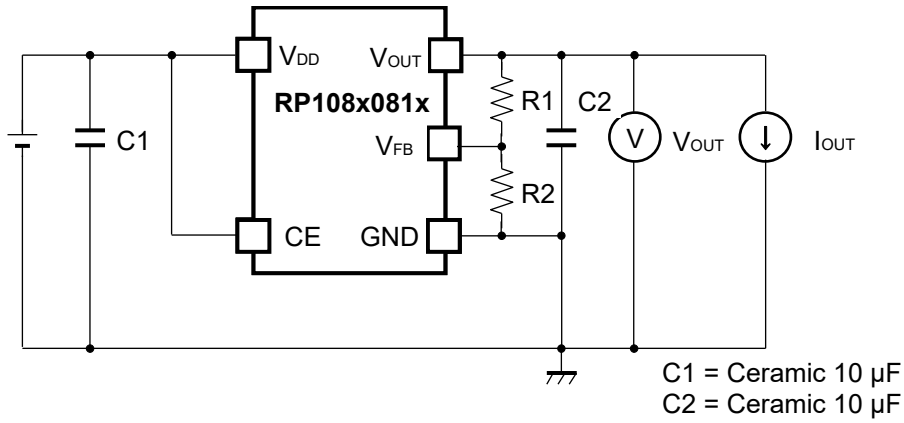 VDD
VOUT
RP108x081x
R1
C2
C1
VFB
V
VOUT
IOUT
R2
CE
GND
C1 = Ceramic 10 µF
C2 = Ceramic 10 µF